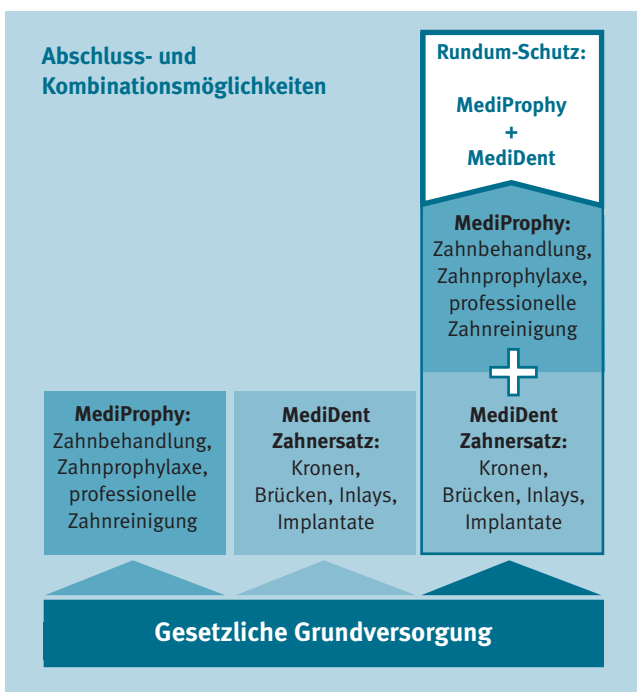 Abschluss- und
Kombinationsmöglichkeiten
Rundum-Schutz:
MediProphy
+
MediDent
MediProphy:
Zahnbehandlung,
Zahnprophylaxe,
professionelle
Zahnreinigung
+
MediDent
Zahnersatz:
Kronen,
Brücken, Inlays,
Implantate
MediProphy:
Zahnbehandlung,
Zahnprophylaxe,
professionelle
Zahnreinigung
MediDent
Zahnersatz:
Kronen,
Brücken, Inlays,
Implantate
Gesetzliche Grundversorgung